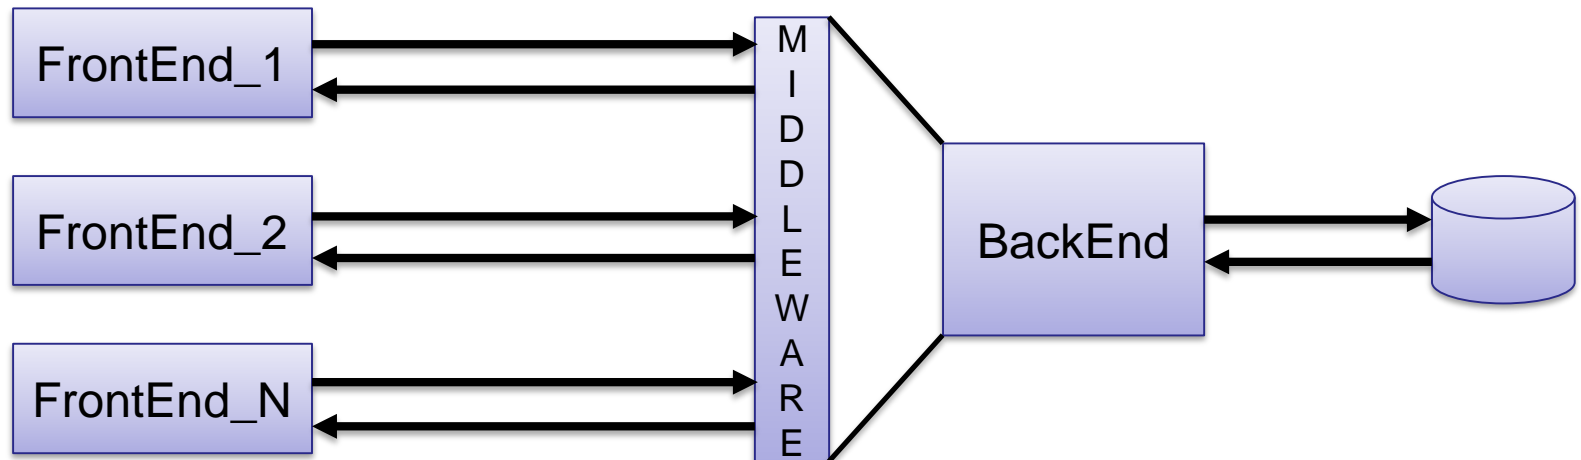 FrontEnd_1
FrontEnd_2
FrontEnd_N
M
I
D
D
L
E
W
A
R
E
BackEnd